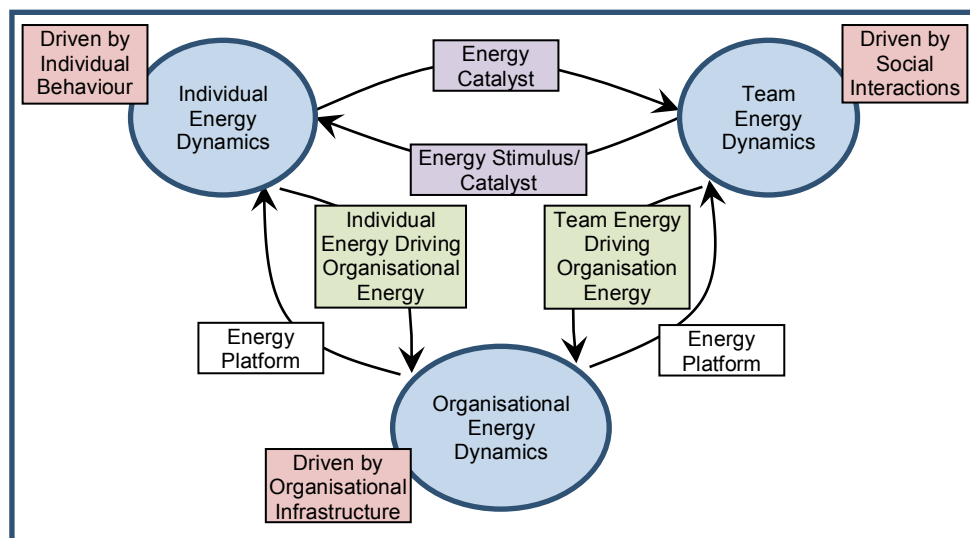 Driven by
Individual
Behaviour
Individual
Energy
Dynamics
Energy
Catalyst
Energy Stimulus/
Catalyst
Team
Energy
Dynamics
Driven by
Social
Interactions
Individual
Energy Driving
Organisational
Energy
Team Energy
Driving
Organisation
Energy
Energy
Platform
Energy
Platform
Organisational
Energy
Dynamics
Driven by
Organisational
Infrastructure